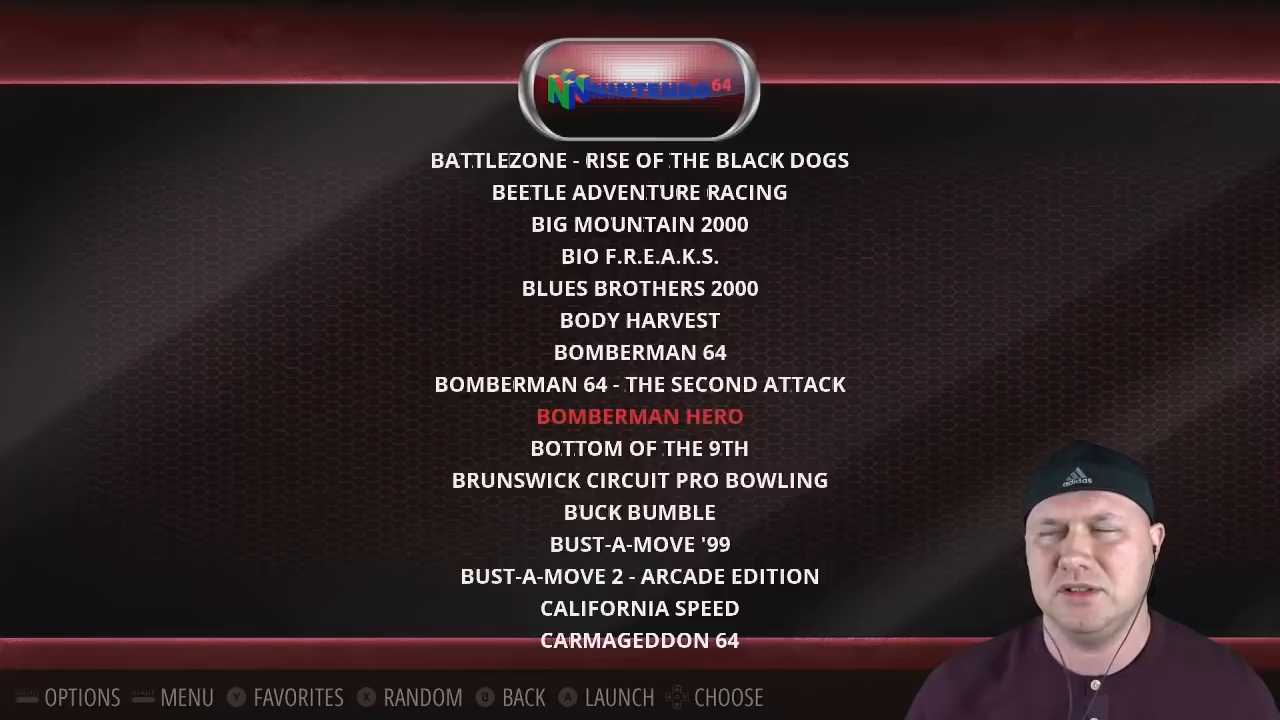 NINTENDO 64
BATTLEZONE - RISE OF THE BLACK DOGS
BEETLE ADVENTURE RACING
BIG MOUNTAIN 2000
BIO F.R.E.A.K.S.
BLUES BROTHERS 2000
BODY HARVEST
BOMBERMAN 64
BOMBERMAN 64 - THE SECOND ATTACK
BOMBERMAN HERO
BOTTOM OF THE 9TH
BRUNSWICK CIRCUIT PRO BOWLING
BUCK BUMBLE
BUST-A-MOVE '99
BUST-A-MOVE 2 - ARCADE EDITION
CALIFORNIA SPEED
CARMAGEDDON 64
adidas
OPTIONS MENU Y FAVORITES X RANDOM B BACK A LAUNCH CHOOSE